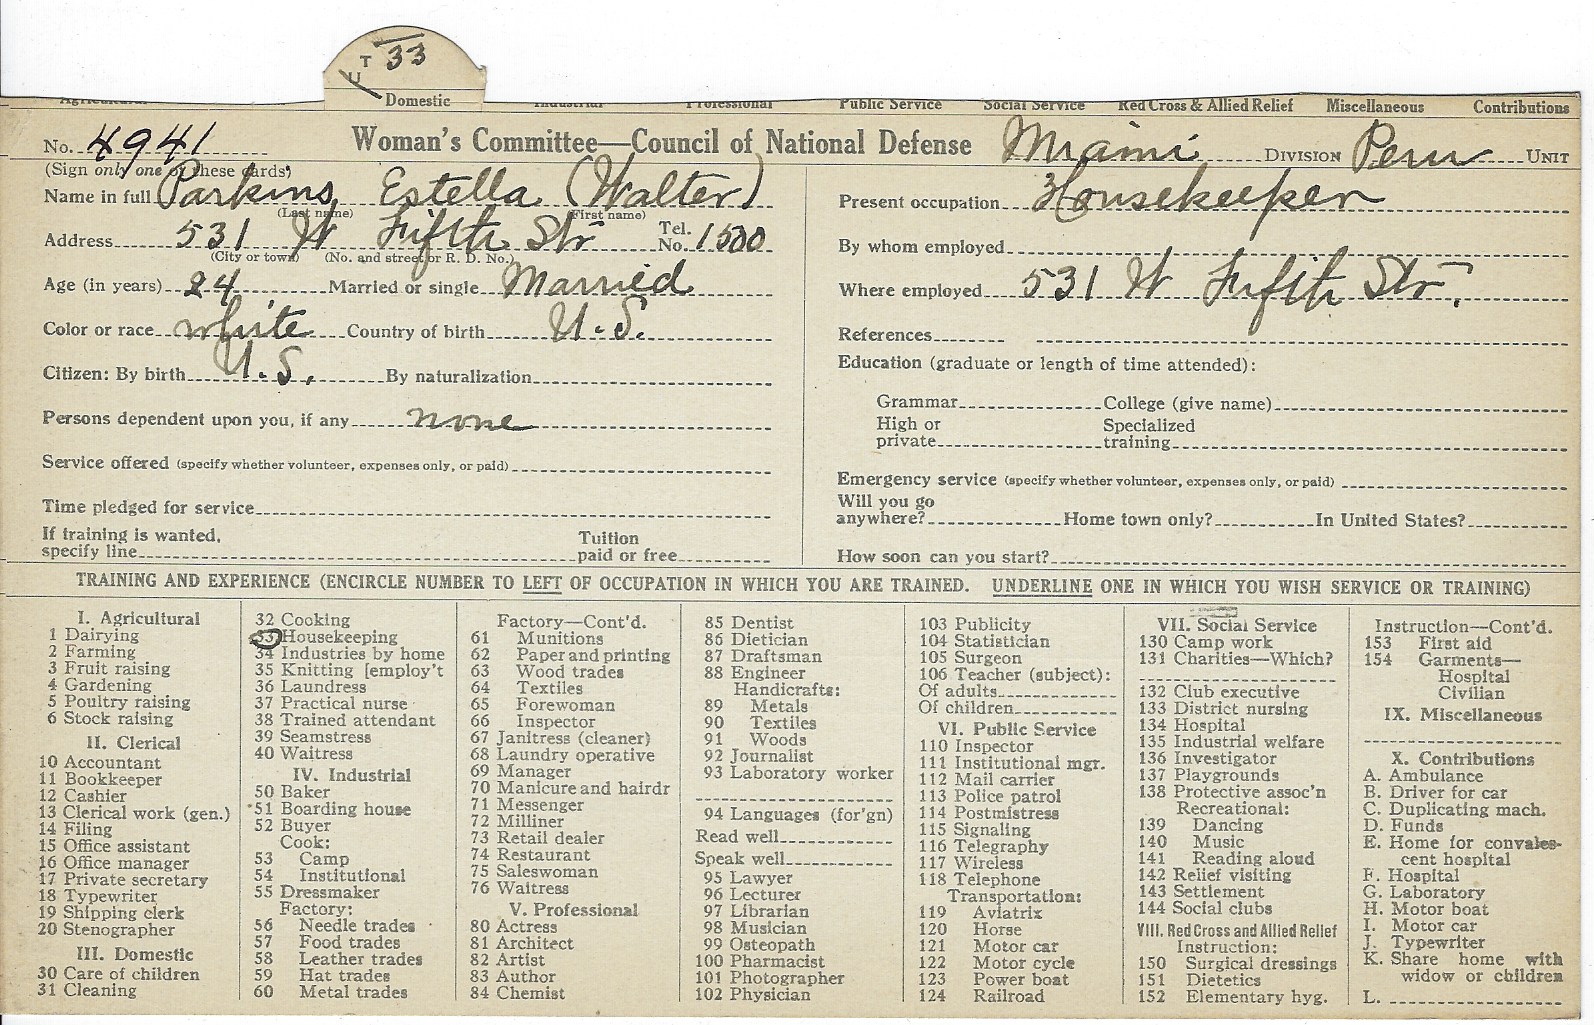 T 33
U
Domestic
Agricultural Industrial Professional Public Service Social Service Red Cross & Allied Relief Miscellaneous Contributions
No. 4941 Woman's Committee—Council of National Defense Miami DIVISION Peru UNIT
(Sign only one of these cards)
Name in full Parkins Estella (Walter)
(Last name) (First name)
Address 531 W Fifth Str Tel. No. 1500
(City or town) (No. and street or R. D. No.)
Age (in years) 24 Married or single Married
Color or race white Country of birth U.S.
Citizen: By birth U.S. By naturalization
Persons dependent upon you, if any none
Service offered (specify whether volunteer, expenses only, or paid)
Time pledged for service
If training is wanted, specify line Tuition paid or free
Present occupation Housekeeper
By whom employed
Where employed 531 W Fifth Str.
References
Education (graduate or length of time attended):
Grammar College (give name)
High or private Specialized training
Emergency service (specify whether volunteer, expenses only, or paid)
Will you go anywhere? Home town only? In United States?
How soon can you start?
TRAINING AND EXPERIENCE (ENCIRCLE NUMBER TO LEFT OF OCCUPATION IN WHICH YOU ARE TRAINED. UNDERLINE ONE IN WHICH YOU WISH SERVICE OR TRAINING)
I. Agricultural
1 Dairying
2 Farming
3 Fruit raising
4 Gardening
5 Poultry raising
6 Stock raising
II. Clerical
10 Accountant
11 Bookkeeper
12 Cashier
13 Clerical work (gen.)
14 Filing
15 Office assistant
16 Office manager
17 Private secretary
18 Typewriter
19 Shipping clerk
20 Stenographer
III. Domestic
30 Care of children
31 Cleaning
32 Cooking
33 Housekeeping
34 Industries by home
35 Knitting [employ't
36 Laundress
37 Practical nurse
38 Trained attendant
39 Seamstress
40 Waitress
IV. Industrial
50 Baker
51 Boarding house
52 Buyer
Cook:
53 Camp
54 Institutional
55 Dressmaker
Factory:
56 Needle trades
57 Food trades
58 Leather trades
59 Hat trades
60 Metal trades
Factory—Cont'd.
61 Munitions
62 Paper and printing
63 Wood trades
64 Textiles
65 Forewoman
66 Inspector
67 Janitress (cleaner)
68 Laundry operative
69 Manager
70 Manicure and hairdr
71 Messenger
72 Milliner
73 Retail dealer
74 Restaurant
75 Saleswoman
76 Waitress
V. Professional
80 Actress
81 Architect
82 Artist
83 Author
84 Chemist
85 Dentist
86 Dietician
87 Draftsman
88 Engineer
Handicrafts:
89 Metals
90 Textiles
91 Woods
92 Journalist
93 Laboratory worker
94 Languages (for'gn)
Read well
Speak well
95 Lawyer
96 Lecturer
97 Librarian
98 Musician
99 Osteopath
100 Pharmacist
101 Photographer
102 Physician
103 Publicity
104 Statistician
105 Surgeon
106 Teacher (subject):
Of adults
Of children
VI. Public Service
110 Inspector
111 Institutional mgr.
112 Mail carrier
113 Police patrol
114 Postmistress
115 Signaling
116 Telegraphy
117 Wireless
118 Telephone
Transportation:
119 Aviatrix
120 Horse
121 Motor car
122 Motor cycle
123 Power boat
124 Railroad
VII. Social Service
130 Camp work
131 Charities—Which?
132 Club executive
133 District nursing
134 Hospital
135 Industrial welfare
136 Investigator
137 Playgrounds
138 Protective assoc'n
Recreational:
139 Dancing
140 Music
141 Reading aloud
142 Relief visiting
143 Settlement
144 Social clubs
VIII. Red Cross and Allied Relief
Instruction:
150 Surgical dressings
151 Dietetics
152 Elementary hyg.
Instruction—Cont'd.
153 First aid
154 Garments—
Hospital
Civilian
IX. Miscellaneous
X. Contributions
A. Ambulance
B. Driver for car
C. Duplicating mach.
D. Funds
E. Home for convales-
cent hospital
F. Hospital
G. Laboratory
H. Motor boat
I. Motor car
J. Typewriter
K. Share home with
widow or children
L.